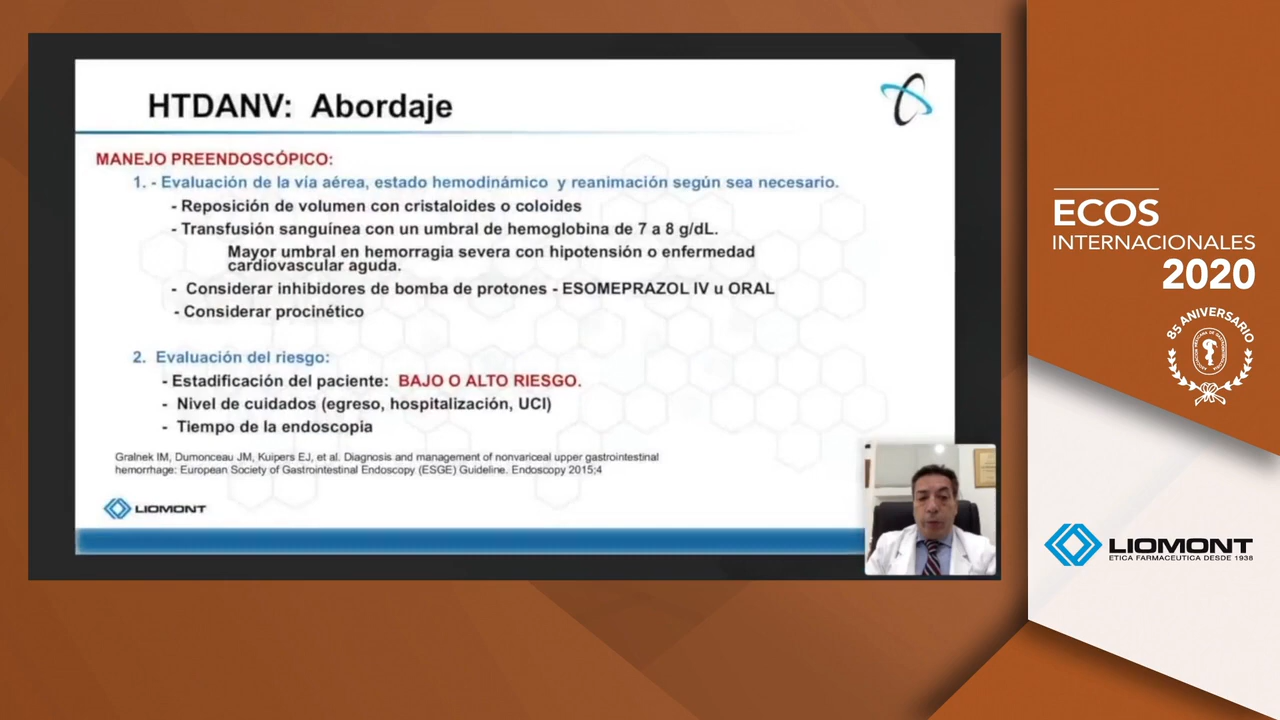 HTDANV: Abordaje
MANEJO PREENDOSCÓPICO:
1. - Evaluación de la vía aérea, estado hemodinámico y reanimación según sea necesario.
- Reposición de volumen con cristaloides o coloides
- Transfusión sanguínea con un umbral de hemoglobina de 7 a 8 g/dL.
Mayor umbral en hemorragia severa con hipotensión o enfermedad
cardiovascular aguda.
- Considerar inhibidores de bomba de protones - ESOMEPRAZOL IV u ORAL
- Considerar procinético
2. Evaluación del riesgo:
- Estadificación del paciente: BAJO O ALTO RIESGO.
- Nivel de cuidados (egreso, hospitalización, UCI)
- Tiempo de la endoscopia
Gralnek IM, Dumonceau JM, Kuipers EJ, et al. Diagnosis and management of nonvariceal upper gastrointestinal
hemorrhage: European Society of Gastrointestinal Endoscopy (ESGE) Guideline. Endoscopy 2015;4
LIOMONT
ECOS
INTERNACIONALES
2020
85 ANIVERSARIO
LIOMONT
ETICA FARMACEUTICA DESDE 1938